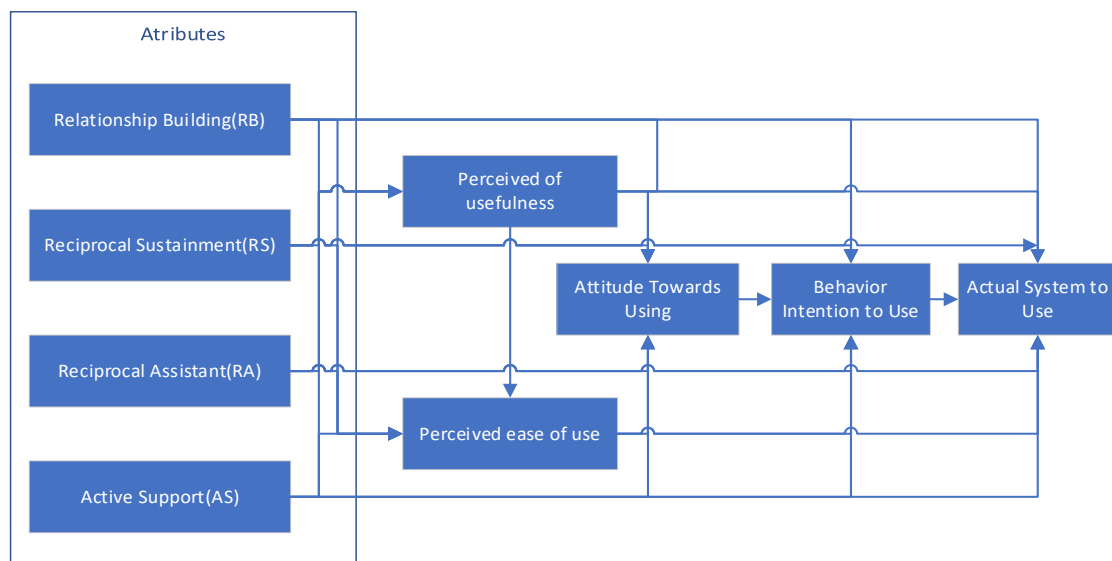 Atributes
Relationship Building(RB)
Perceived of
usefulness
Reciprocal Sustainment(RS)
Attitude Towards
Using
Behavior
Intention to Use
Actual System to
Use
Reciprocal Assistant(RA)
Perceived ease of use
Active Support(AS)